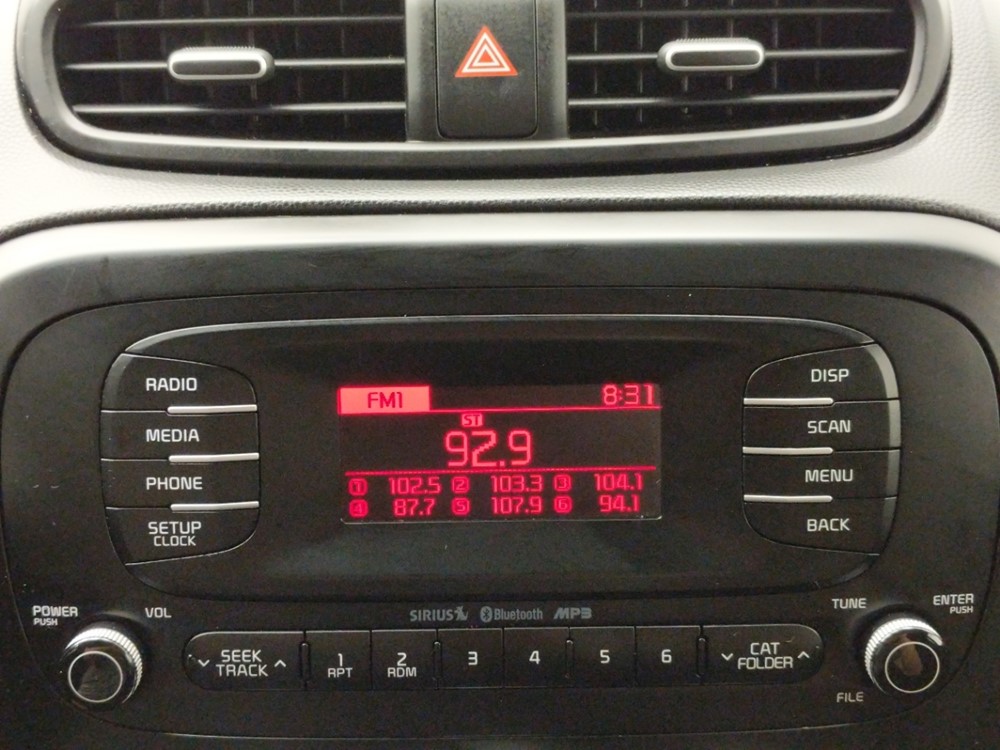 RADIO
MEDIA
PHONE
SETUP
CLOCK
FM1 8:31
ST
92.9
1 102.5 2 103.3 3 104.1
4 87.7 5 107.9 6 94.1
DISP
SCAN
MENU
BACK
POWER
PUSH
VOL
SIRIUS Bluetooth MP3
TUNE
ENTER
PUSH
SEEK
TRACK
1
RPT
2
RDM
3
4
5
6
CAT
FOLDER
FILE